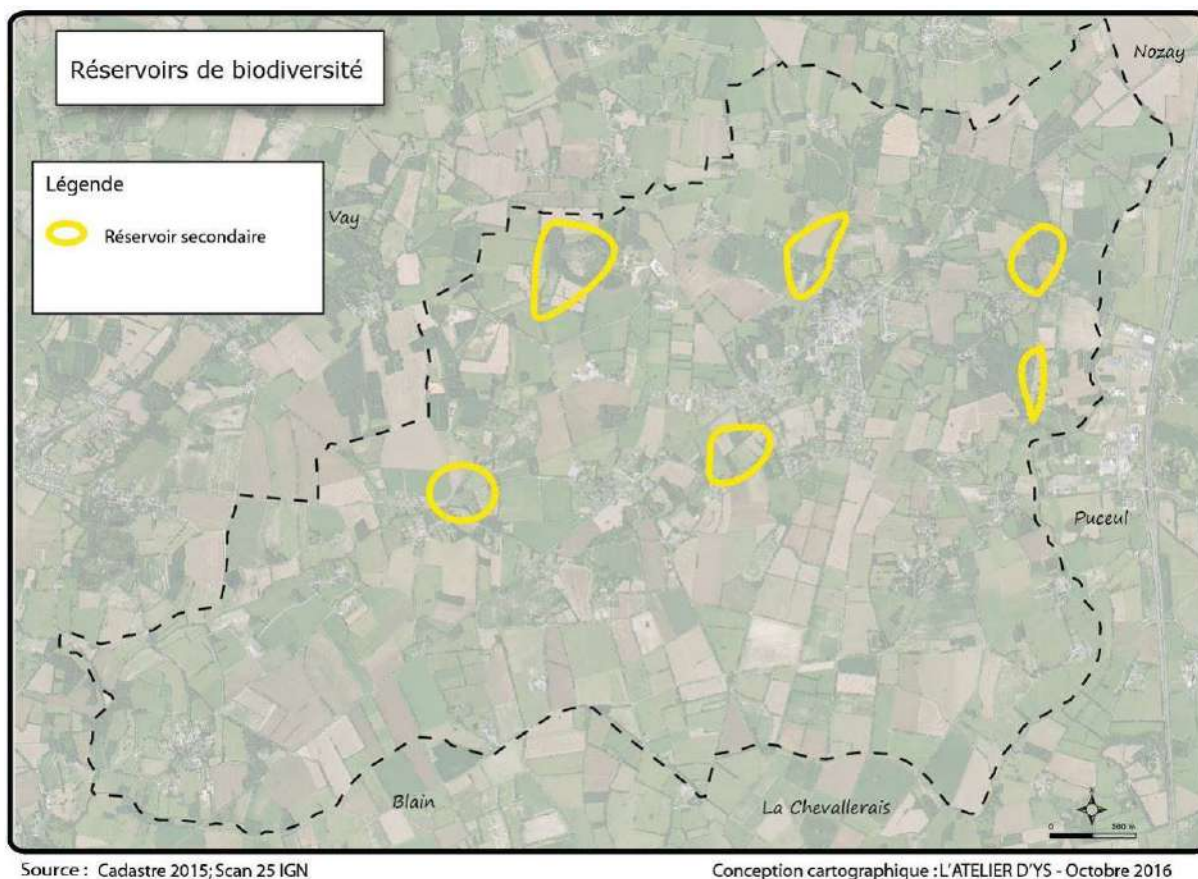 Réservoirs de biodiversité
Nozay
Légende
Réservoir secondaire
Vay
Puceul
Blain
La Chevallerais
N
0 580 m
Source : Cadastre 2015; Scan 25 IGN
Conception cartographique : L'ATELIER D'YS - Octobre 2016